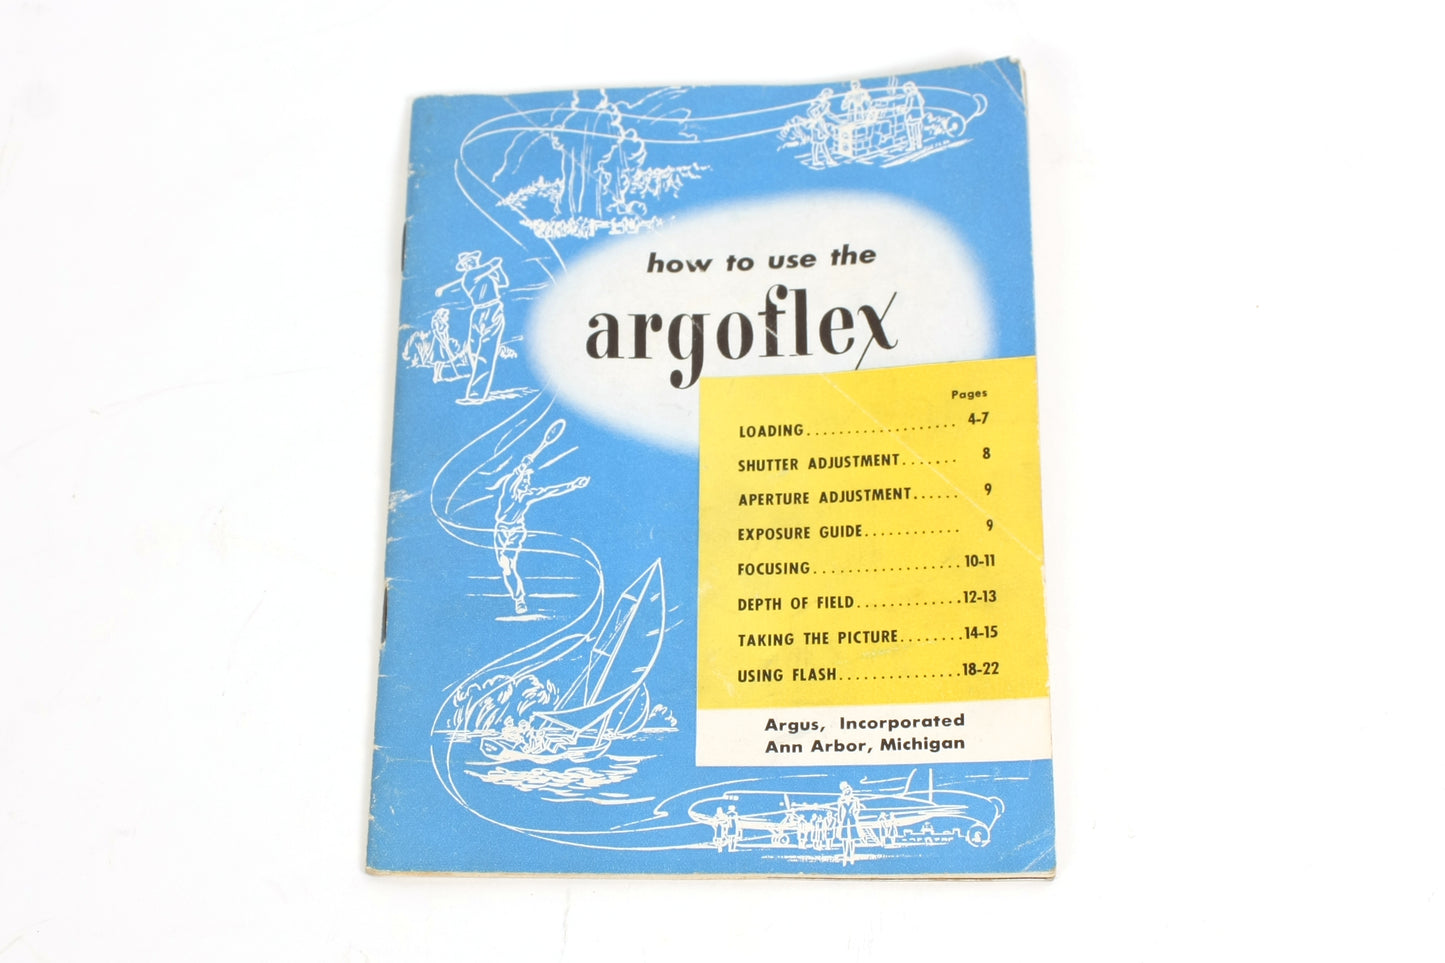 how to use the
argoflex
Pages
LOADING................... 4-7
SHUTTER ADJUSTMENT....... 8
APERTURE ADJUSTMENT...... 9
EXPOSURE GUIDE............ 9
FOCUSING..................10-11
DEPTH OF FIELD.............12-13
TAKING THE PICTURE........14-15
USING FLASH...............18-22
Argus, Incorporated
Ann Arbor, Michigan